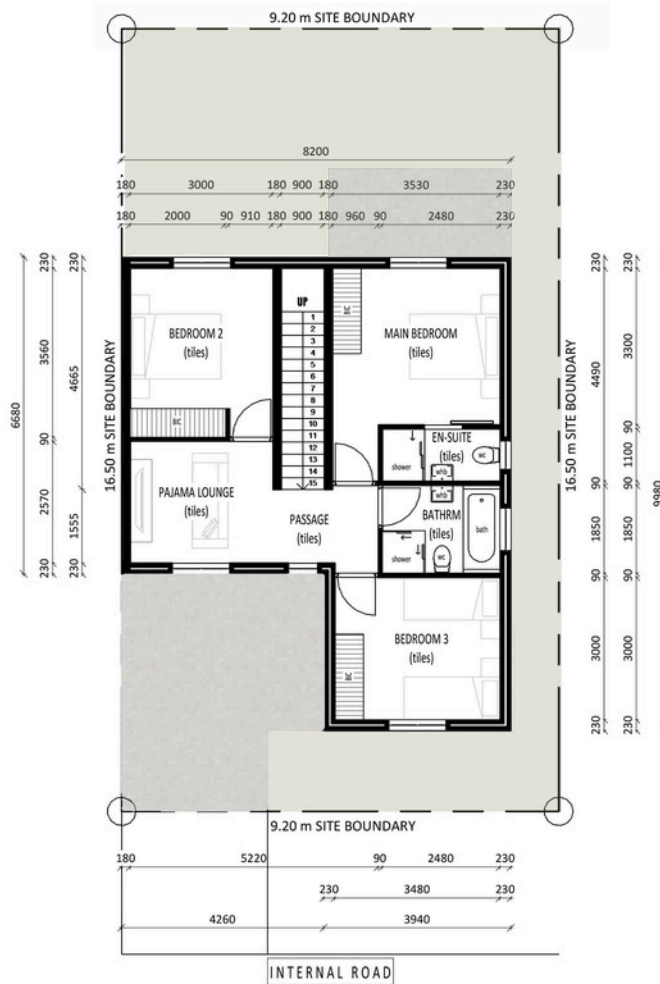 9.20 m SITE BOUNDARY
8200
180 3000 180 900 180 3530 230
180 2000 90 910 180 900 180 960 90 2480 230
6680
230
3560
90
2570
230
230
4665
1555
230
16.50 m SITE BOUNDARY
BEDROOM 2
(tiles)
BIC
UP
1
2
3
4
5
6
7
8
9
10
11
12
13
14
15
BIC
MAIN BEDROOM
(tiles)
EN-SUITE
(tiles)
shower
whb
WC
PAJAMA LOUNGE
(tiles)
PASSAGE
(tiles)
whb
BATHRM
(tiles)
shower
WC
bath
BEDROOM 3
(tiles)
BIC
16.50 m SITE BOUNDARY
230
4490
90
1850
90
3000
230
230
3300
90
1100
90
1850
90
3000
230
9980
9.20 m SITE BOUNDARY
180 5220 90 2480 230
230 3480 230
4260 3940
INTERNAL ROAD